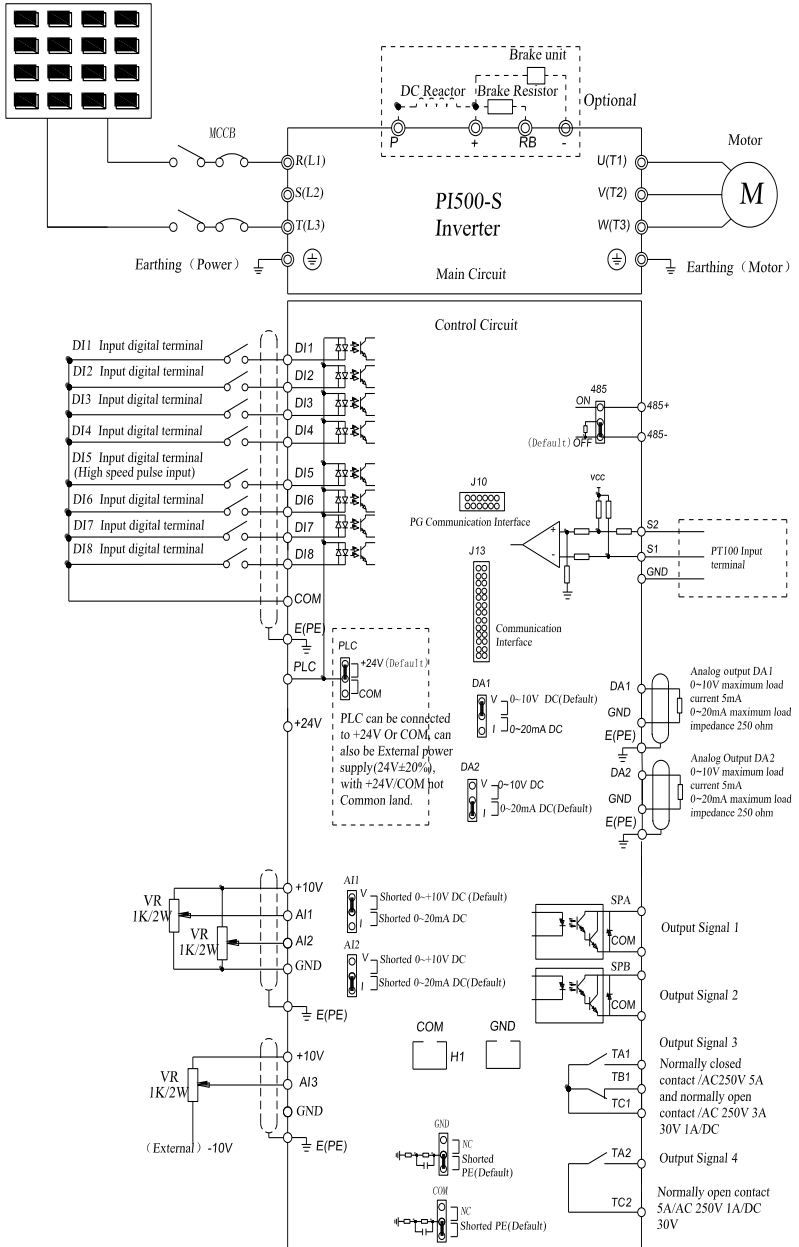 Brake unit
DC Reactor
Brake Resistor
Optional
P
+
RB
-
MCCB
R(L1)
S(L2)
T(L3)
U(T1)
V(T2)
W(T3)
Motor
M
PI500-S
Inverter
Earthing (Power)
Earthing (Motor)
Main Circuit
Control Circuit
DI1 Input digital terminal
DI1
DI2 Input digital terminal
DI2
DI3 Input digital terminal
DI3
DI4 Input digital terminal
DI4
DI5 Input digital terminal
(High speed pulse input)
DI5
DI6 Input digital terminal
DI6
DI7 Input digital terminal
DI7
DI8 Input digital terminal
DI8
COM
E(PE)
PLC
+24V
485
ON
(Default) OFF
485+
485-
J10
PG Communication Interface
vcc
+
-
S2
S1
GND
PT100 Input
terminal
J13
Communication
Interface
PLC
+24V (Default)
COM
PLC can be connected
to +24V Or COM, can
also be External power
supply(24V±20%),
with +24V/COM not
Common land.
DA1
V
0~10V DC(Default)
I
0~20mA DC
DA2
V
0~10V DC
I
0~20mA DC(Default)
DA1
GND
E(PE)
Analog output DA1
0~10V maximum load
current 5mA
0~20mA maximum load
impedance 250 ohm
DA2
GND
E(PE)
Analog Output DA2
0~10V maximum load
current 5mA
0~20mA maximum load
impedance 250 ohm
VR
1K/2W
VR
1K/2W
+10V
AI1
AI2
GND
E(PE)
AI1
V
Shorted 0~+10V DC (Default)
I
Shorted 0~20mA DC
AI2
V
Shorted 0~+10V DC
I
Shorted 0~20mA DC(Default)
SPA
COM
Output Signal 1
SPB
COM
Output Signal 2
COM
H1
GND
VR
1K/2W
+10V
AI3
GND
(External) -10V
E(PE)
Output Signal 3
TA1
TB1
TC1
Normally closed
contact /AC250V 5A
and normally open
contact /AC 250V 3A
30V 1A/DC
GND
NC
Shorted
PE(Default)
COM
NC
Shorted PE(Default)
TA2
Output Signal 4
TC2
Normally open contact
5A/AC 250V 1A/DC
30V